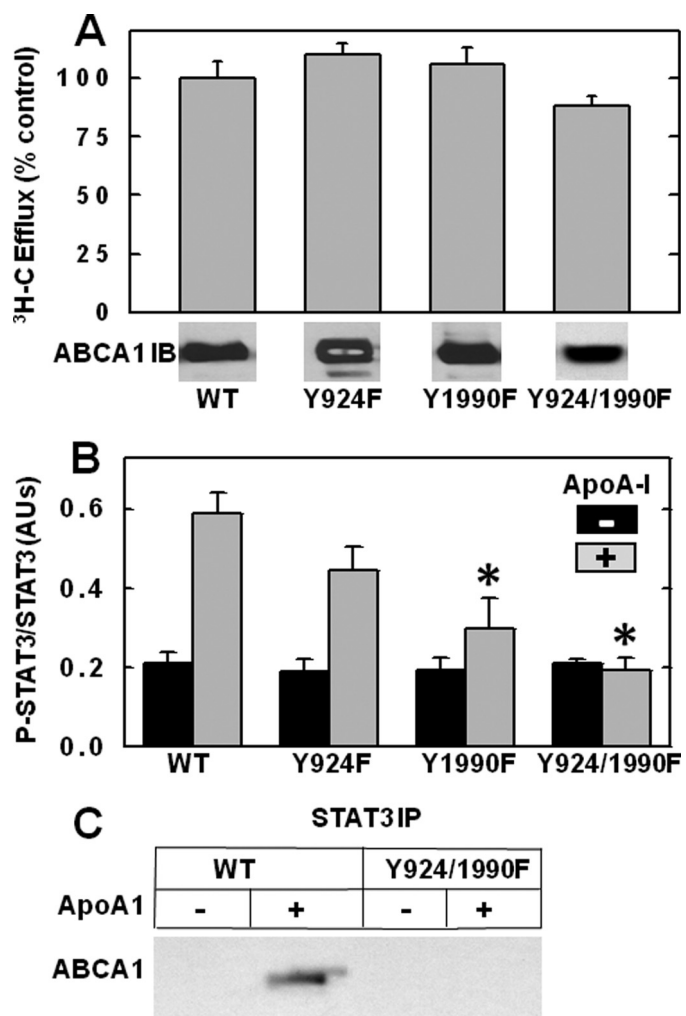 A
³H-C Efflux (% control)
100
75
50
25
0
ABCA1 IB
WT Y924F Y1990F Y924/1990F
B
P-STAT3/STAT3 (AUs)
0.6
0.4
0.2
0.0
ApoA-I
-
+
*
*
WT Y924F Y1990F Y924/1990F
C
STAT3 IP
WT Y924/1990F
ApoA1 - + - +
ABCA1